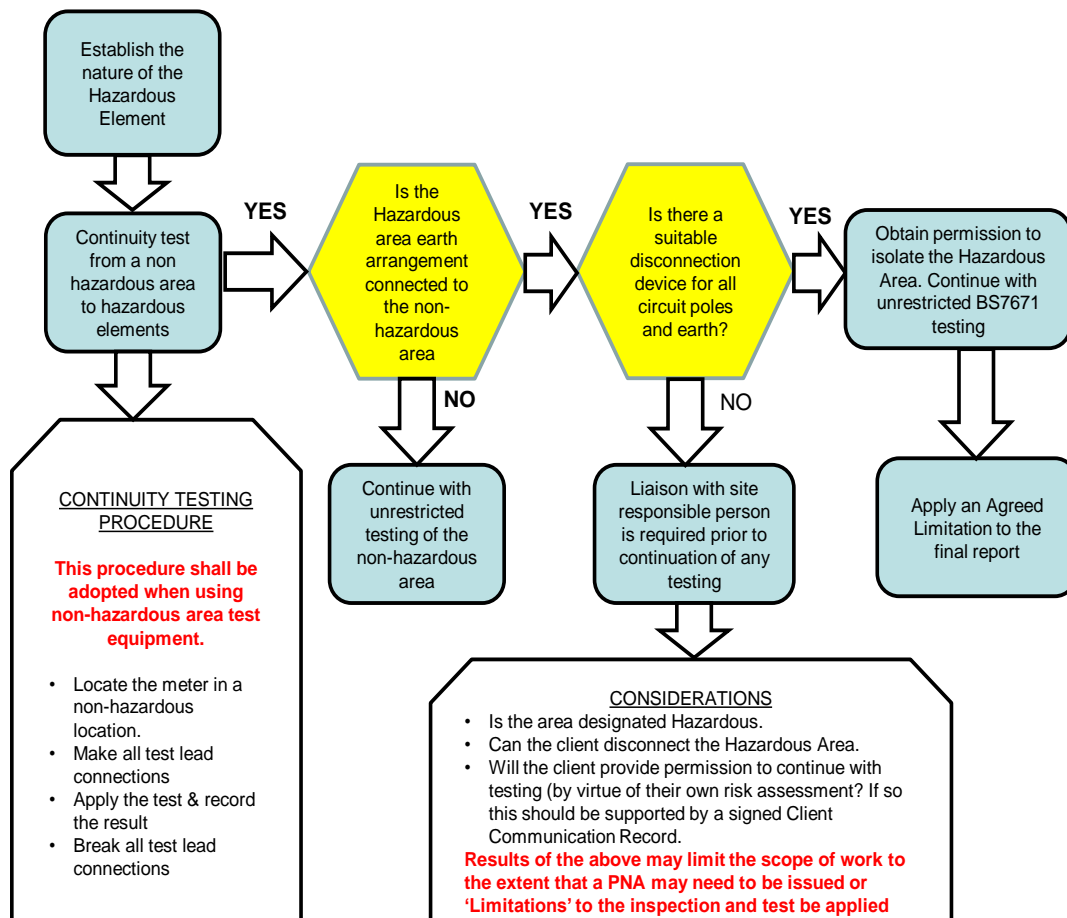 Establish the
nature of the
Hazardous
Element
Continuity test
from a non
hazardous area
to hazardous
elements
YES
Is the
Hazardous
area earth
arrangement
connected to
the non-
hazardous
area
YES
Is there a
suitable
disconnection
device for all
circuit poles
and earth?
YES
Obtain permission to
isolate the Hazardous
Area. Continue with
unrestricted BS7671
testing
NO
NO
Continue with
unrestricted
testing of the
non-hazardous
area
Liaison with site
responsible person
is required prior to
continuation of any
testing
Apply an Agreed
Limitation to the
final report
CONTINUITY TESTING
PROCEDURE
This procedure shall be
adopted when using
non-hazardous area test
equipment.
• Locate the meter in a
non-hazardous
location.
• Make all test lead
connections
• Apply the test & record
the result
• Break all test lead
connections
CONSIDERATIONS
• Is the area designated Hazardous.
• Can the client disconnect the Hazardous Area.
• Will the client provide permission to continue with
testing (by virtue of their own risk assessment? If so
this should be supported by a signed Client
Communication Record.
Results of the above may limit the scope of work to
the extent that a PNA may need to be issued or
‘Limitations’ to the inspection and test be applied